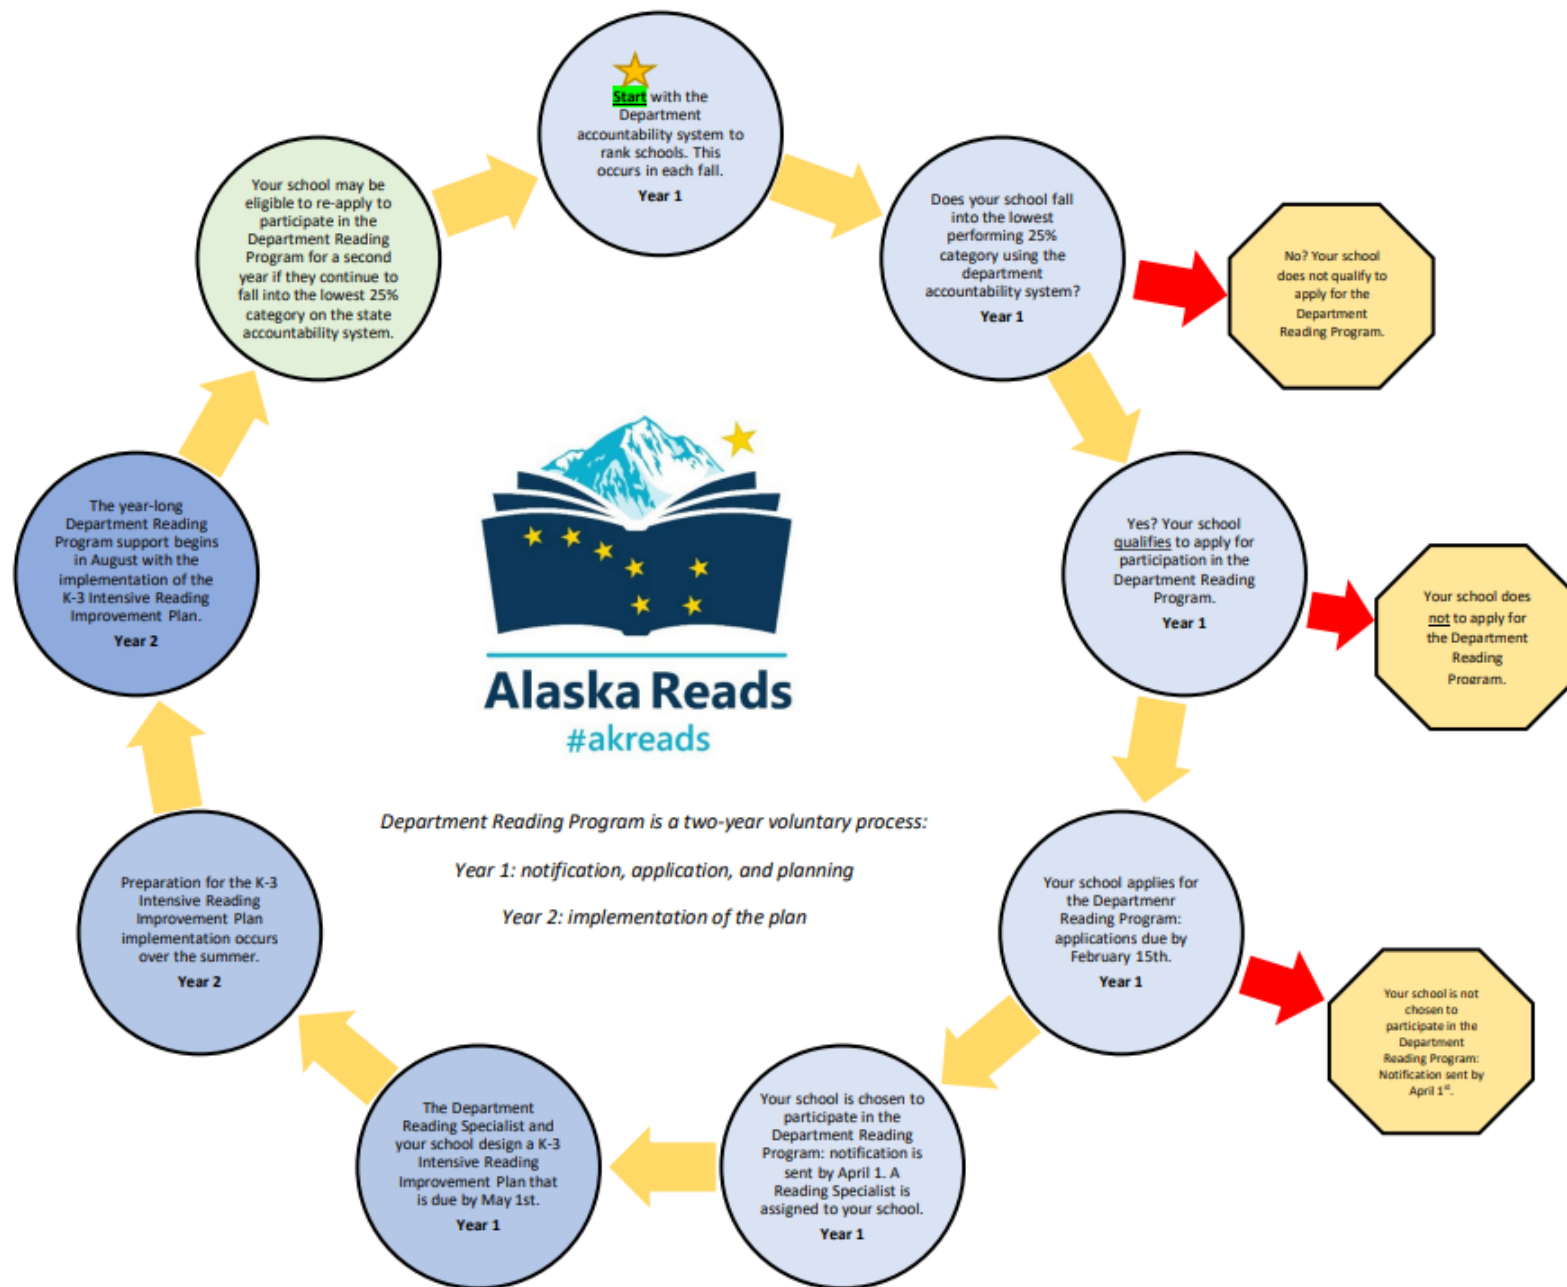 Start with the
Department
accountability system to
rank schools. This
occurs in each fall.
Year 1
Does your school fall
into the lowest
performing 25%
category using the
department
accountability system?
Year 1
No? Your school
does not qualify to
apply for the
Department
Reading Program.
Yes? Your school
qualifies to apply for
participation in the
Department Reading
Program.
Year 1
Your school does
not to apply for
the Department
Reading
Program.
Your school applies for
the Departmenr
Reading Program:
applications due by
February 15th.
Year 1
Your school is not
chosen to
participate in the
Department
Reading Program:
Notification sent by
April 1st.
Your school is chosen to
participate in the
Department Reading
Program: notification is
sent by April 1. A
Reading Specialist is
assigned to your school.
Year 1
The Department
Reading Specialist and
your school design a K-3
Intensive Reading
Improvement Plan that
is due by May 1st.
Year 1
Preparation for the K-3
Intensive Reading
Improvement Plan
implementation occurs
over the summer.
Year 2
The year-long
Department Reading
Program support begins
in August with the
implementation of the
K-3 Intensive Reading
Improvement Plan.
Year 2
Your school may be
eligible to re-apply to
participate in the
Department Reading
Program for a second
year if they continue to
fall into the lowest 25%
category on the state
accountability system.
Alaska Reads
#akreads
Department Reading Program is a two-year voluntary process:
Year 1: notification, application, and planning
Year 2: implementation of the plan